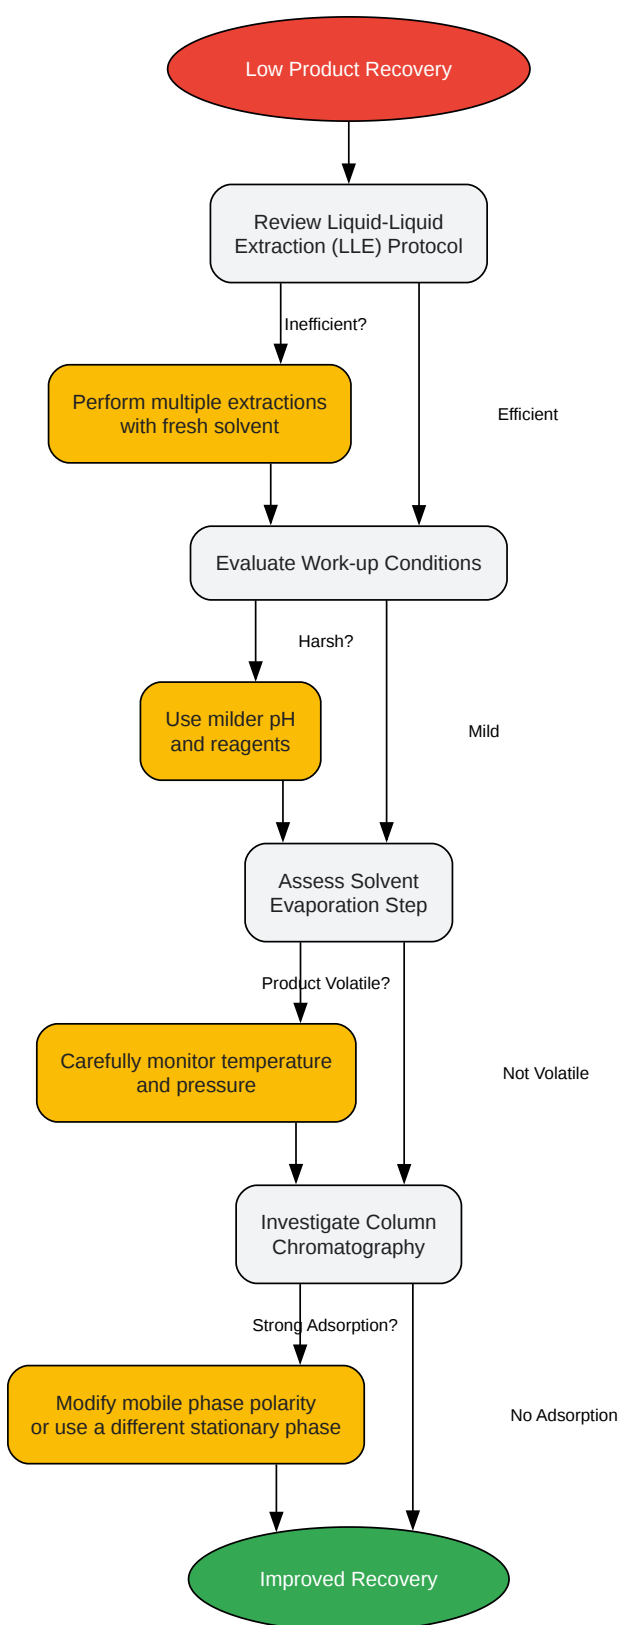 Low Product Recovery
Review Liquid-Liquid
Extraction (LLE) Protocol
Inefficient?
Perform multiple extractions
with fresh solvent
Efficient
Evaluate Work-up Conditions
Harsh?
Use milder pH
and reagents
Mild
Assess Solvent
Evaporation Step
Product Volatile?
Carefully monitor temperature
and pressure
Not Volatile
Investigate Column
Chromatography
Strong Adsorption?
Modify mobile phase polarity
or use a different stationary phase
No Adsorption
Improved Recovery